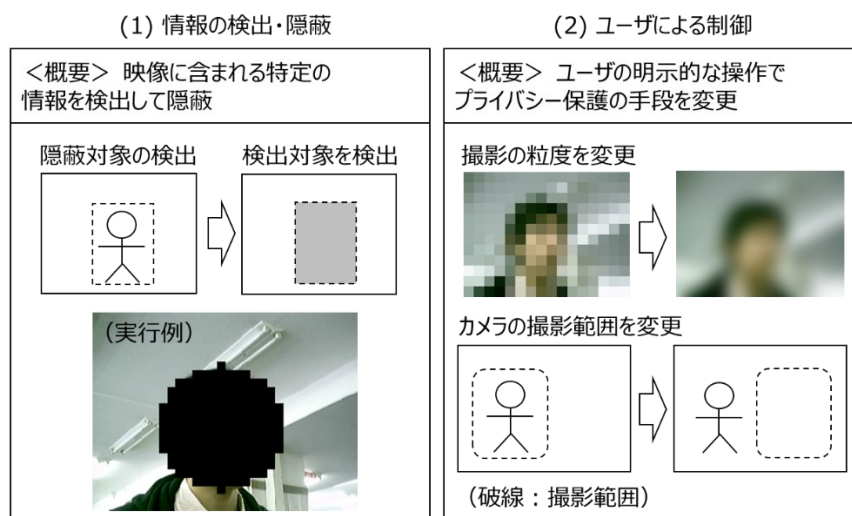 (1) 情報の検出・隠蔽
<概要> 映像に含まれる特定の
情報を検出して隠蔽
隠蔽対象の検出
検出対象を検出
(実行例)
(2) ユーザによる制御
<概要> ユーザの明示的な操作で
プライバシー保護の手段を変更
撮影の粒度を変更
カメラの撮影範囲を変更
(破線:撮影範囲)